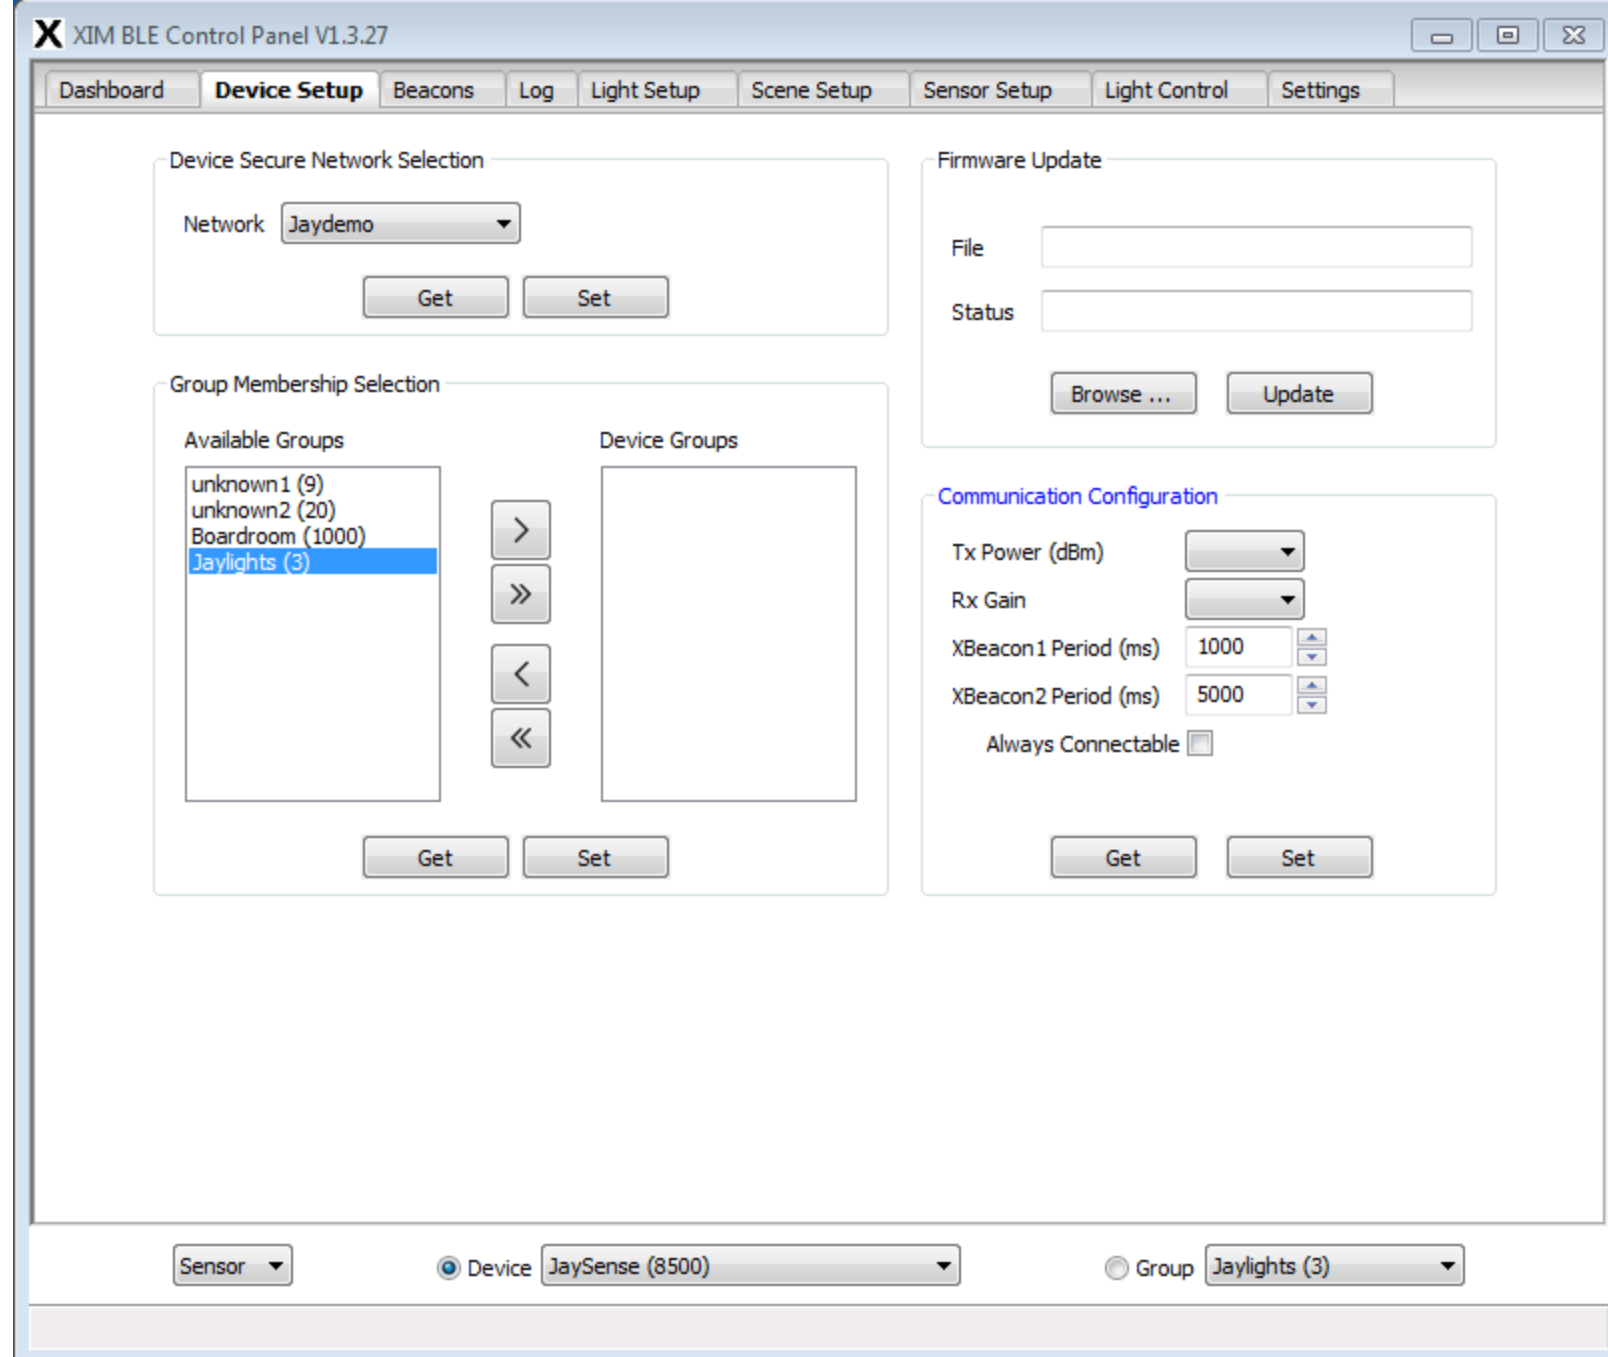 X XIM BLE Control Panel V1.3.27
Dashboard Device Setup Beacons Log Light Setup Scene Setup Sensor Setup Light Control Settings
Device Secure Network Selection
Network Jaydemo
Get Set
Group Membership Selection
Available Groups Device Groups
unknown1 (9)
unknown2 (20)
Boardroom (1000)
Jaylights (3)
>
»
<
«
Get Set
Firmware Update
File
Status
Browse ... Update
Communication Configuration
Tx Power (dBm)
Rx Gain
XBeacon1 Period (ms) 1000
XBeacon2 Period (ms) 5000
Always Connectable
Get Set
Sensor Device JaySense (8500) Group Jaylights (3)